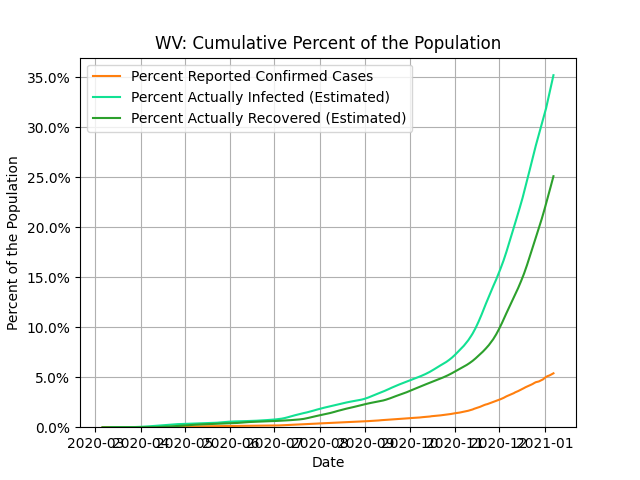 WV: Cumulative Percent of the Population
Percent Reported Confirmed Cases
Percent Actually Infected (Estimated)
Percent Actually Recovered (Estimated)
Percent of the Population
35.0%
30.0%
25.0%
20.0%
15.0%
10.0%
5.0%
0.0%
2020-03 2020-04 2020-05 2020-06 2020-07 2020-08 2020-09 2020-10 2020-11 2020-12 2021-01
Date